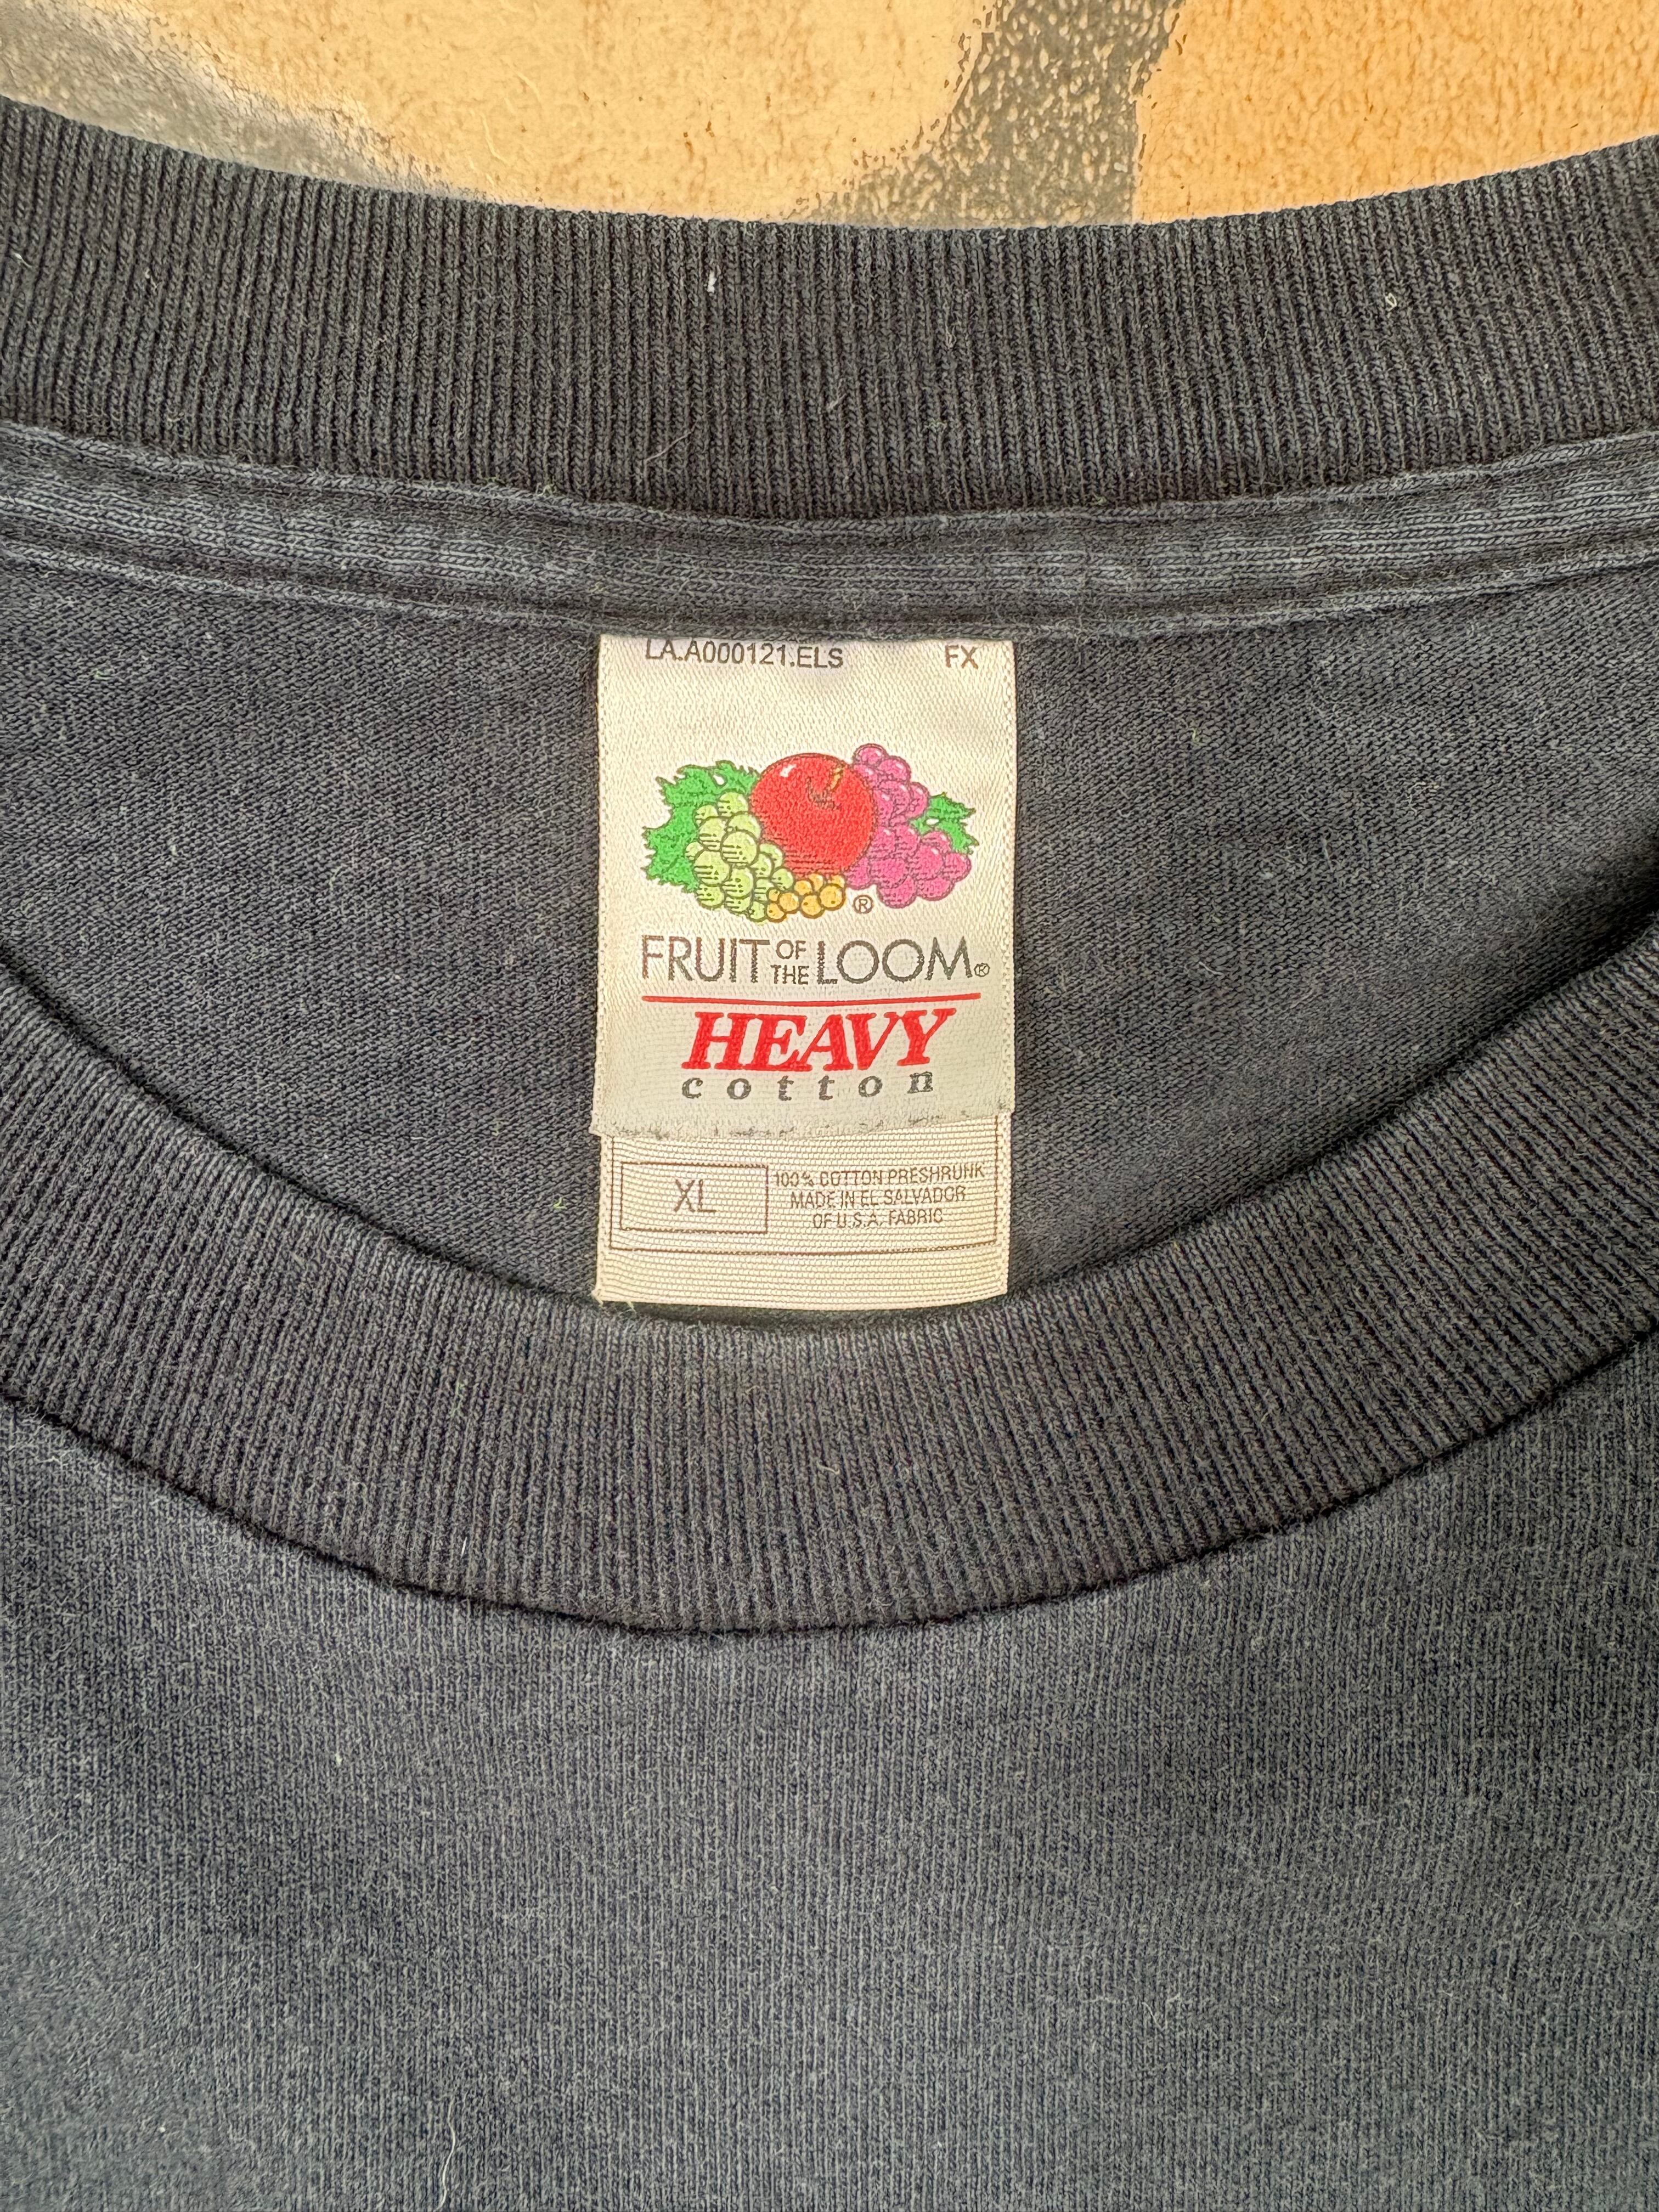 LA.A000121.ELS FX
®
FRUIT OF THE LOOM®
HEAVY
cotton
XL
100% COTTON PRESHRUNK
MADE IN EL SALVADOR
OF U.S.A. FABRIC